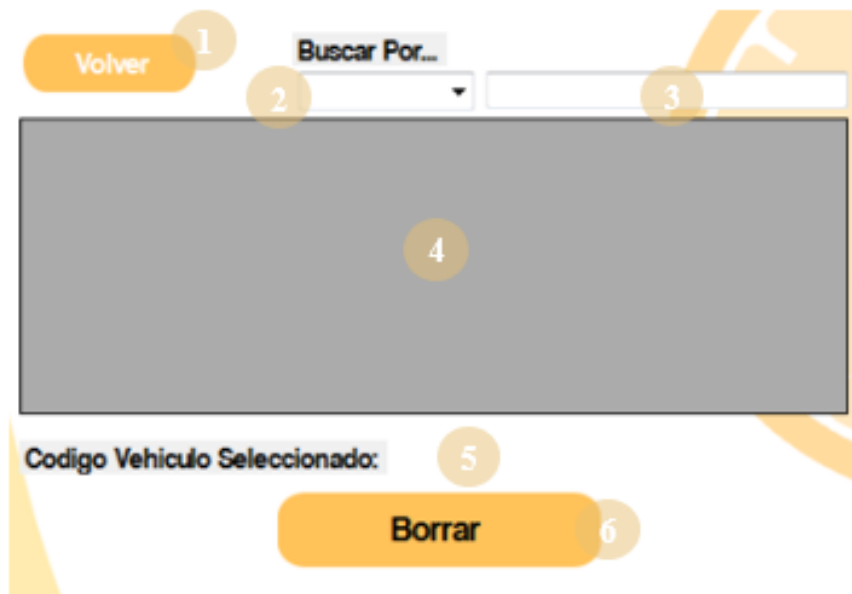 Volver 1
Buscar Por...
2 3
4
Codigo Vehiculo Seleccionado: 5
Borrar 6